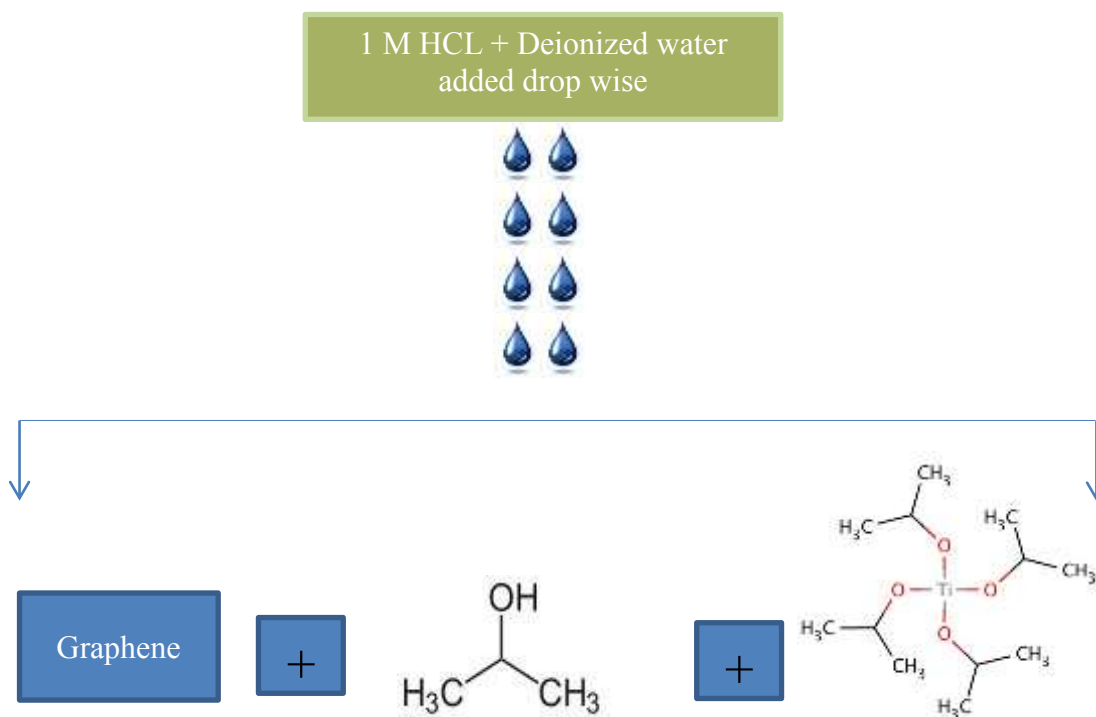 1 M HCL + Deionized water
added drop wise
Graphene
+
OH
H₃C
CH₃
+
CH₃
H₃C
O
H₃C
CH₃
O
Ti
O
O
H₃C
CH₃
CH₃
H₃C